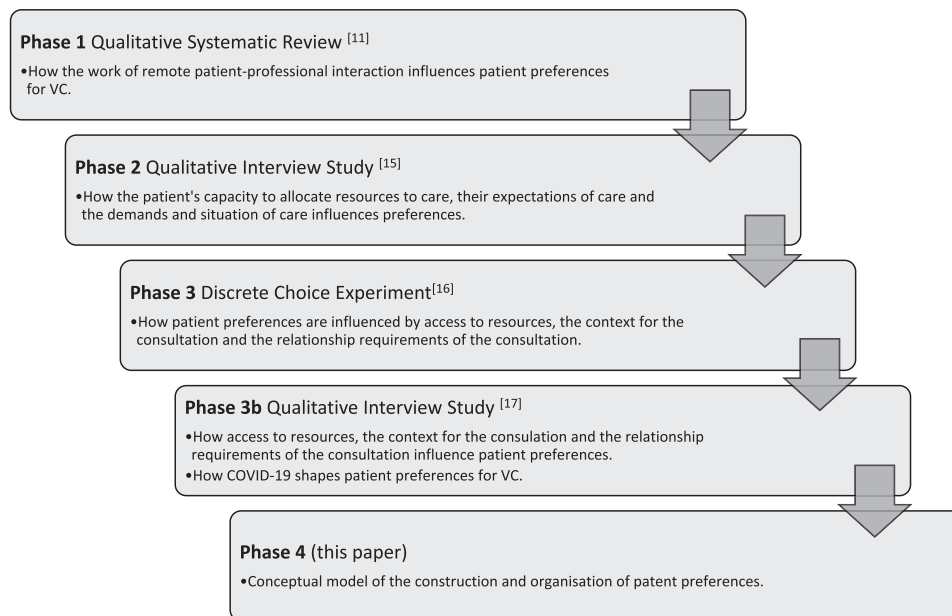 Phase 1 Qualitative Systematic Review [11]
•How the work of remote patient-professional interaction influences patient preferences
for VC.
Phase 2 Qualitative Interview Study [15]
•How the patient's capacity to allocate resources to care, their expectations of care and
the demands and situation of care influences preferences.
Phase 3 Discrete Choice Experiment[16]
•How patient preferences are influenced by access to resources, the context for the
consultation and the relationship requirements of the consultation.
Phase 3b Qualitative Interview Study [17]
•How access to resources, the context for the consulation and the relationship
requirements of the consultation influence patient preferences.
•How COVID-19 shapes patient preferences for VC.
Phase 4 (this paper)
•Conceptual model of the construction and organisation of patent preferences.